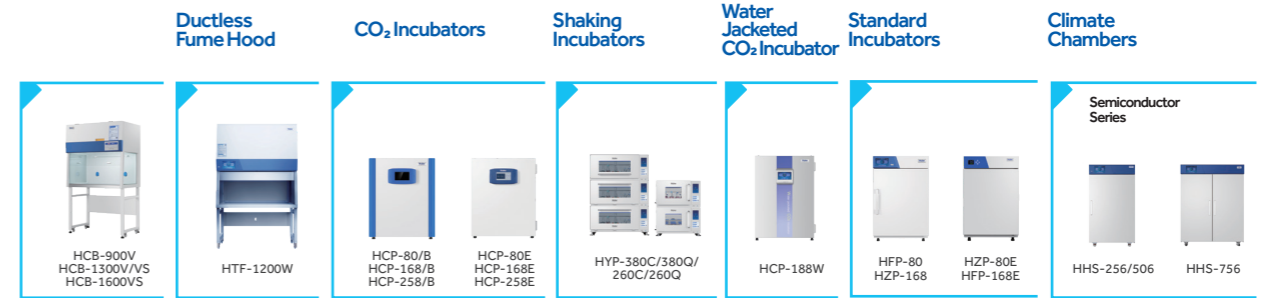 Ductless
Fume Hood
CO₂ Incubators
Shaking
Incubators
Water
Jacketed
CO₂ Incubator
Standard
Incubators
Climate
Chambers
HCB-900V
HCB-1300V/VS
HCB-1600VS
HTF-1200W
HCP-80/B
HCP-168/B
HCP-258/B
HCP-80E
HCP-168E
HCP-258E
HYP-380C/380Q/
260C/260Q
HCP-188W
HFP-80
HZP-168
HZP-80E
HFP-168E
Semiconductor
Series
HHS-256/506
HHS-756